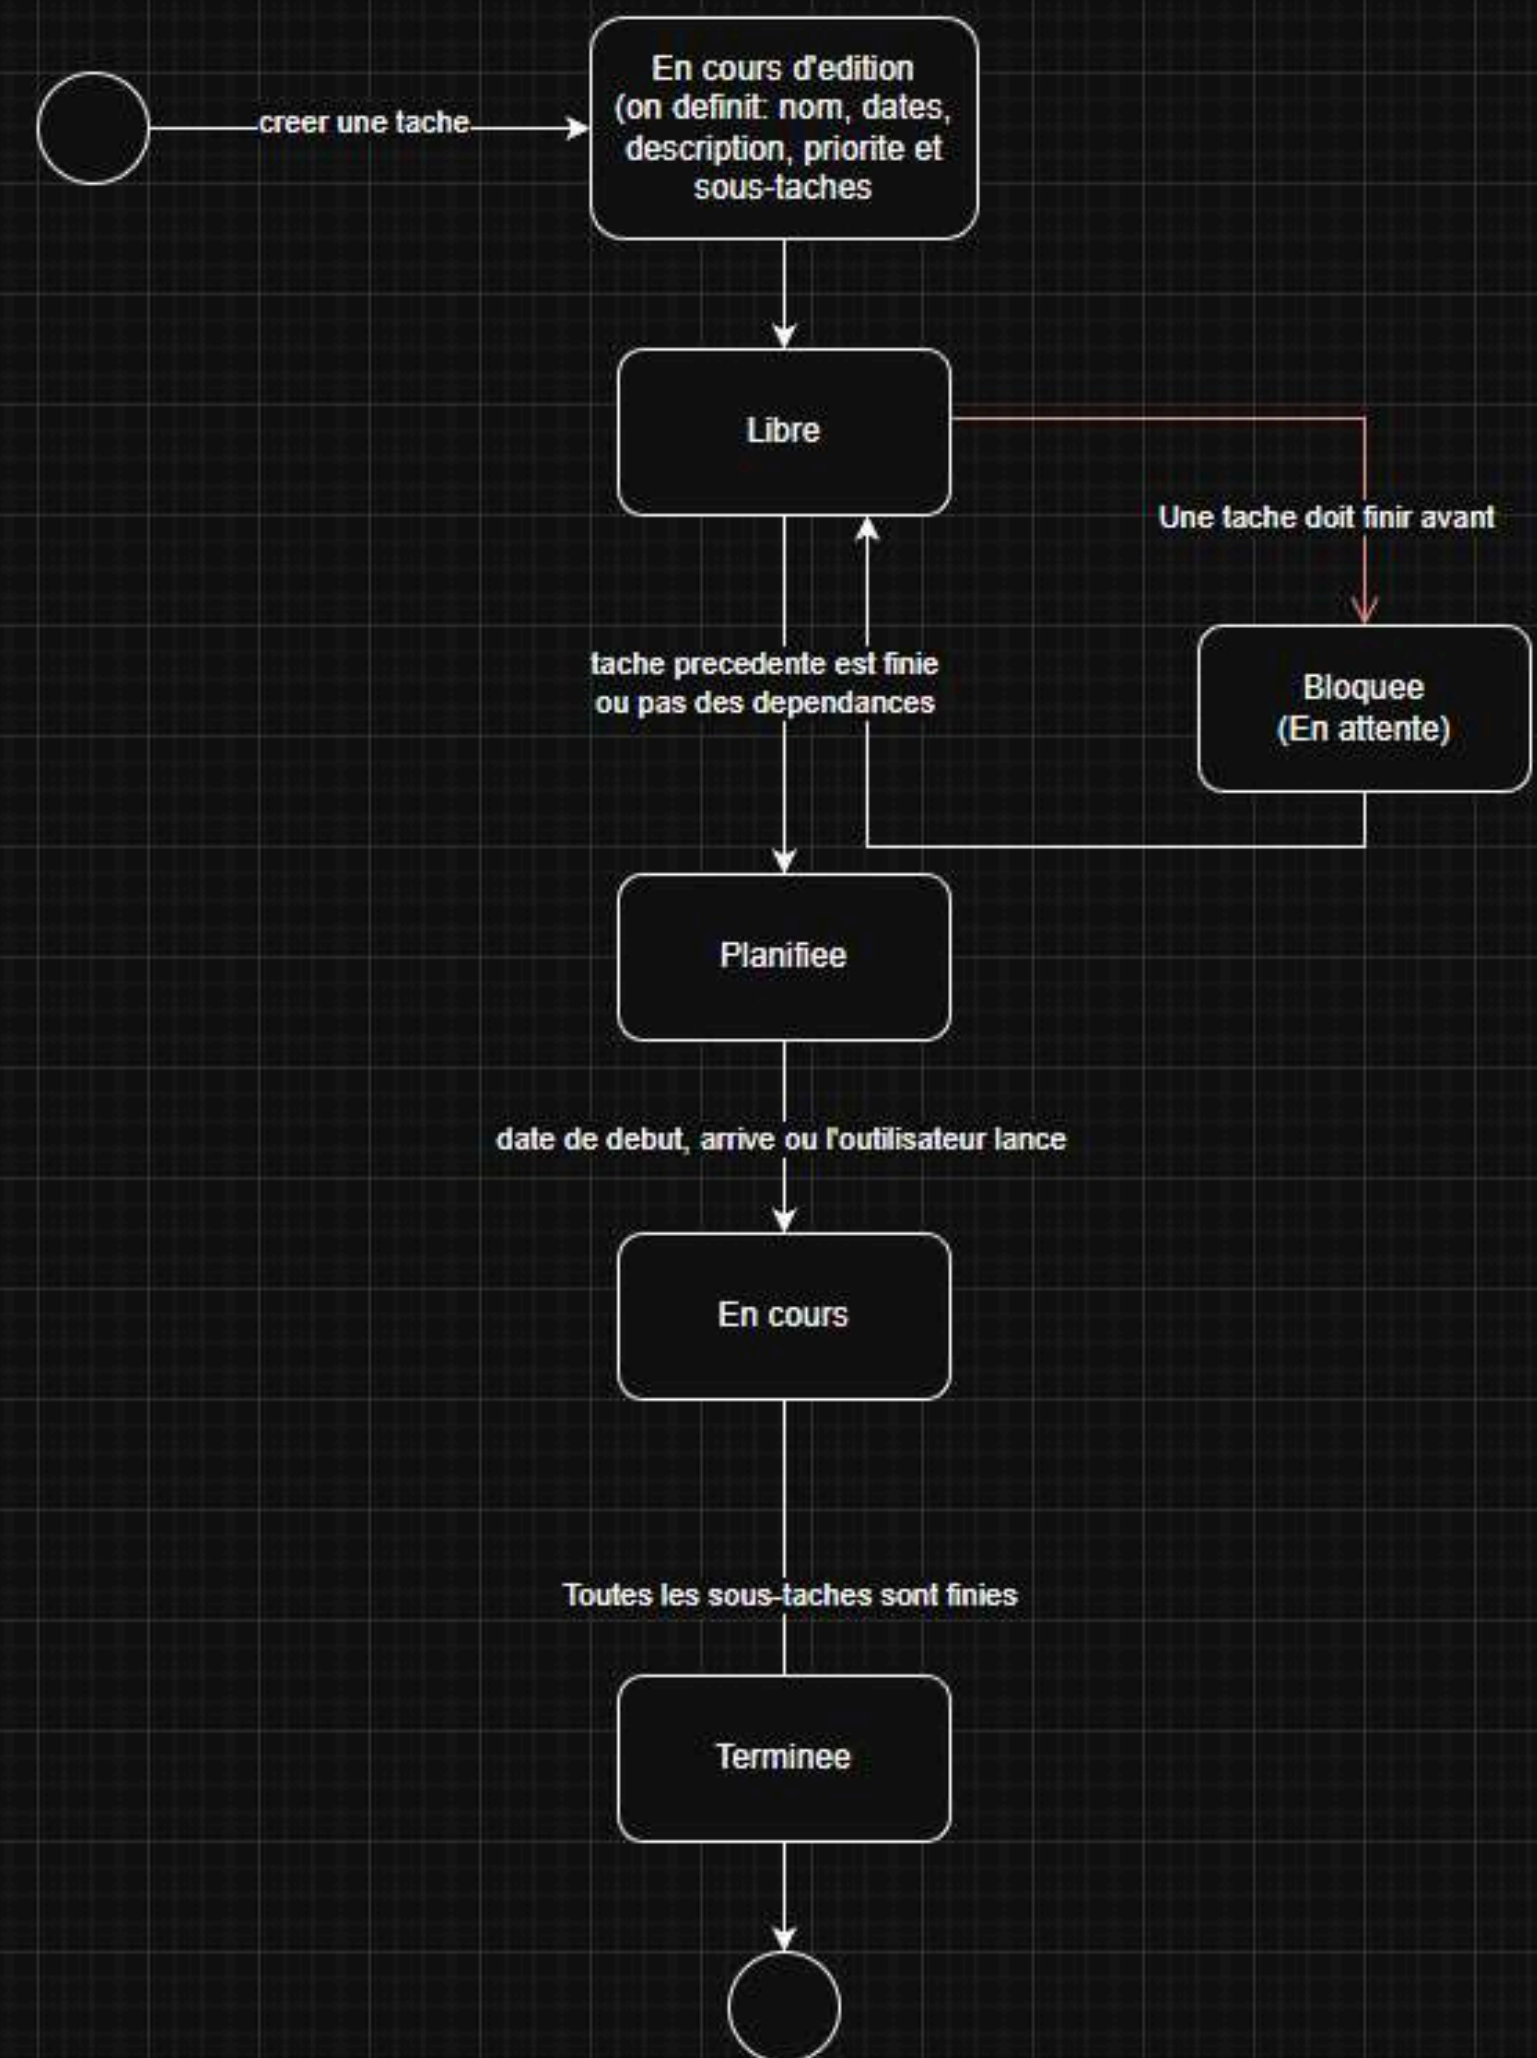 creer une tache
En cours d'edition
(on definit: nom, dates,
description, priorite et
sous-taches
Libre
Une tache doit finir avant
tache precedente est finie
ou pas des dependances
Bloquee
(En attente)
Planifiee
date de debut, arrive ou l'outilisateur lance
En cours
Toutes les sous-taches sont finies
Terminee